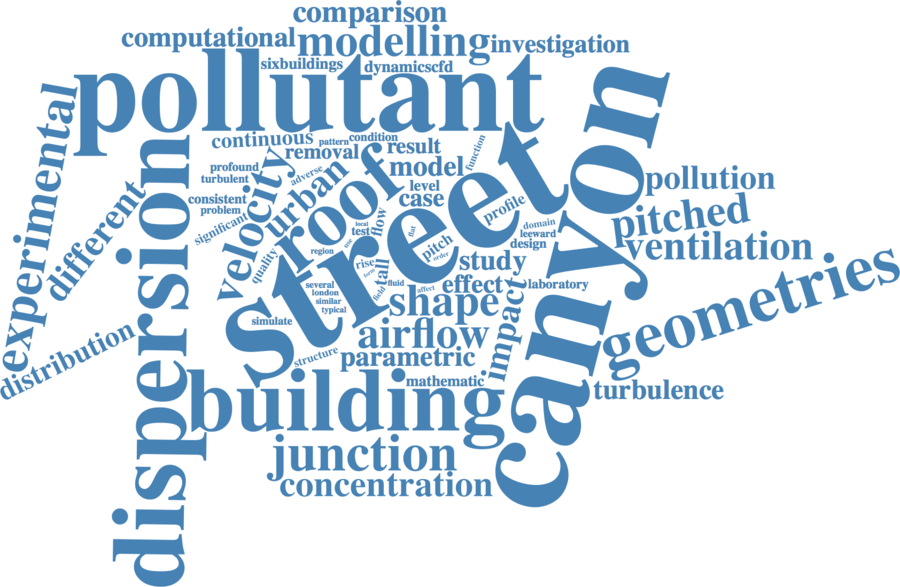 comparison
computational
modelling
investigation
sixbuildings
dynamicscfd
pollutant
experimental
dispersion
continuous
pattern
condition
function
removal
result
profound
turbulent
adverse
model
velocity
urban
roof
street
canyon
level
case
consistent
problem
significant
different
quality
local
test
flow
flat
profile
pollution
pitched
ventilation
domain
leeward
design
region
use
pitch
order
rise
form
tall
study
several
london
similar
typical
field
fluid
affect
effect
laboratory
shape
impact
simulate
airflow
geometries
structure
parametric
distribution
building
mathematic
turbulence
junction
concentration